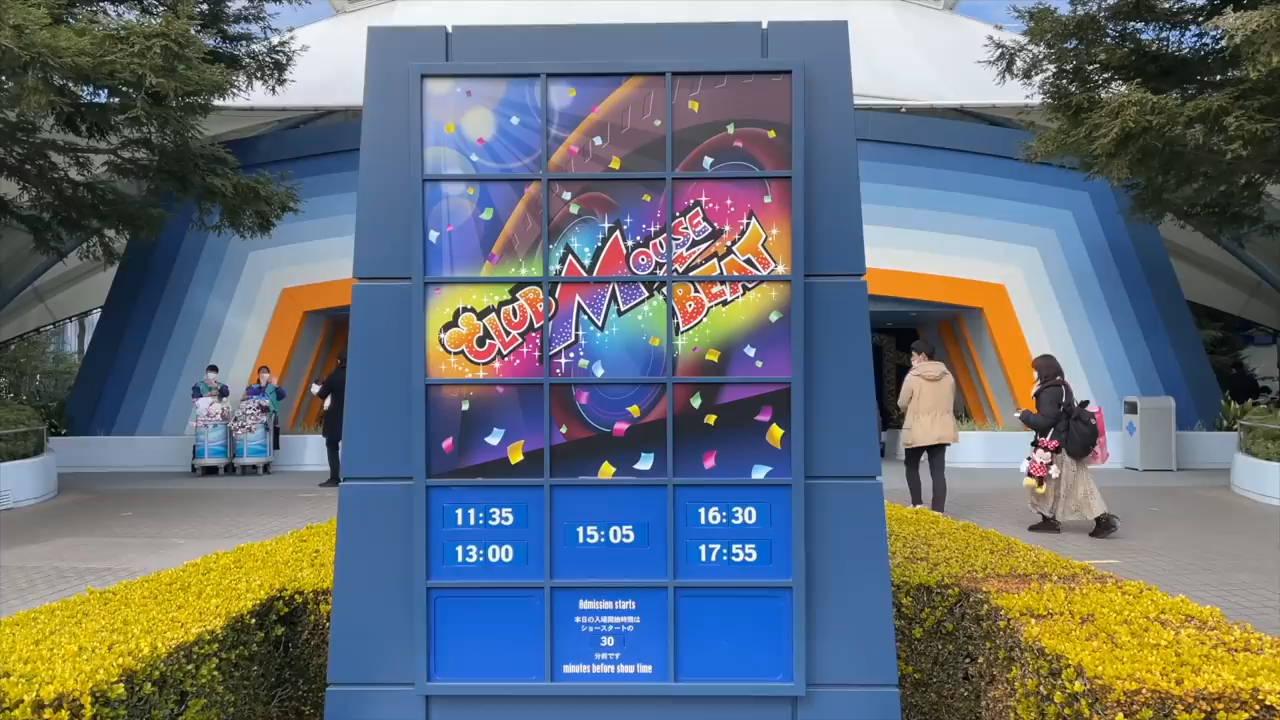 CLUB MOUSE BEAT
11:35
13:00
15:05
16:30
17:55
Admission starts
本日の入場開始時間は
ショースタートの
30
分前です
minutes before show time